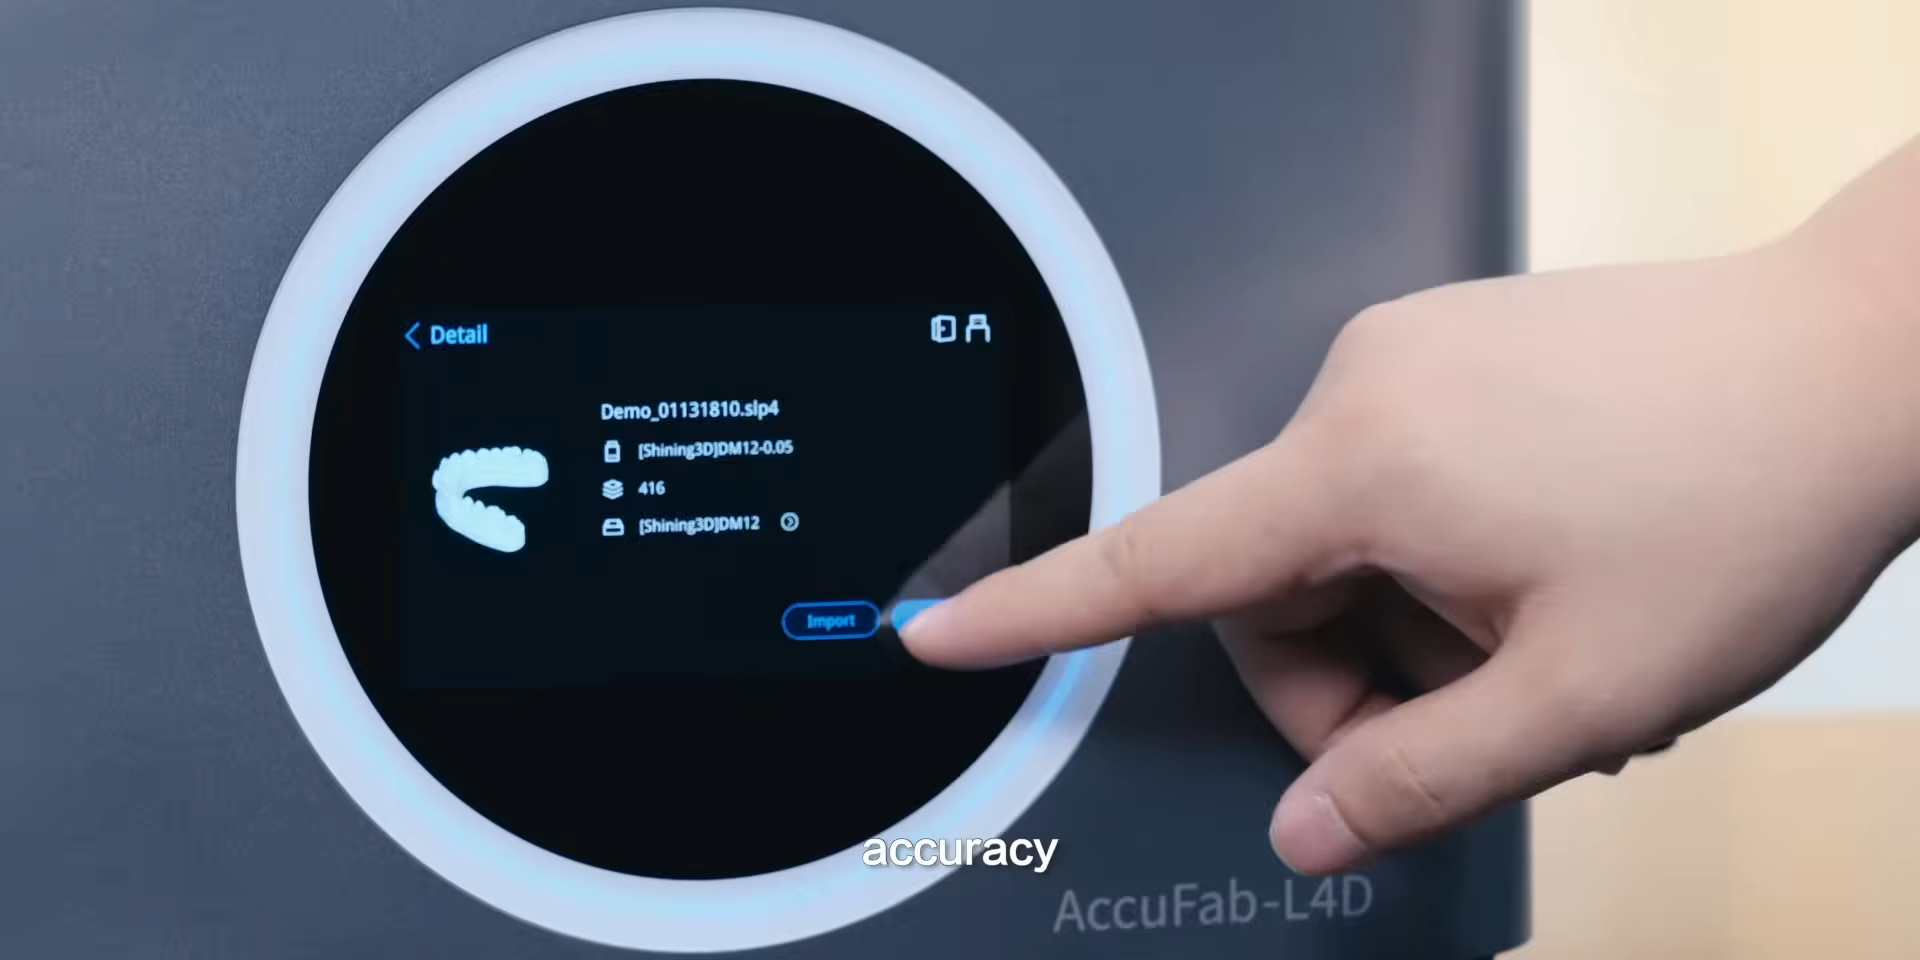 Detail
Demo_01131810.slp4
[Shining3D]DM12-0.05
416
[Shining3D]DM12
Import
accuracy
AccuFab-L4D